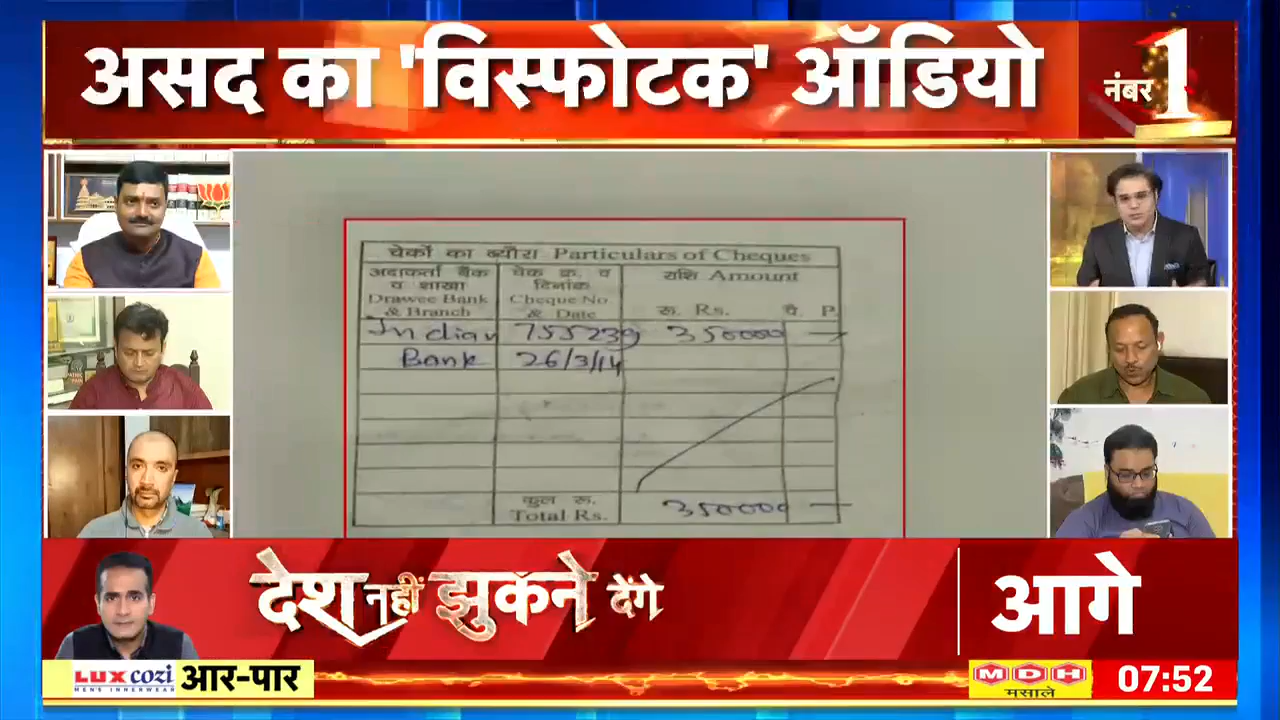 असद का 'विस्फोटक' ऑडियो
नंबर 1
चेकों का ब्यौरा Particulars of Cheques
अदाकर्ता बैंक व शाखा Drawee Bank & Branch
चेक क्र. व दिनांक Cheque No & Date
राशि Amount
रू. Rs.
पै. P.
Indian 755239 350000
Bank 26/3/14
कुल रू. Total Rs. 350000
देश नहीं झुकने देंगे
आगे
LUX cozi
MEN'S INNERWEAR
आर-पार
MDH
मसाले
07:52